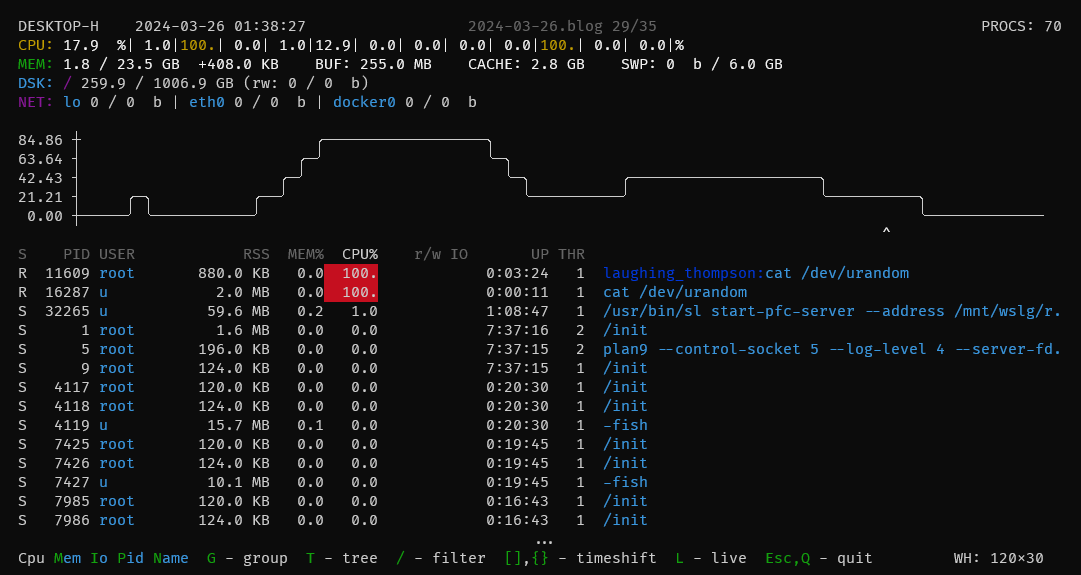 DESKTOP-H 2024-03-26 01:38:27 2024-03-26.blog 29/35 PROCS: 70
CPU: 17.9 %| 1.0|100.| 0.0| 1.0|12.9| 0.0| 0.0| 0.0| 0.0|100.| 0.0| 0.0|%
MEM: 1.8 / 23.5 GB +408.0 KB BUF: 255.0 MB CACHE: 2.8 GB SWP: 0 b / 6.0 GB
DSK: / 259.9 / 1006.9 GB (rw: 0 / 0 b)
NET: lo 0 / 0 b | eth0 0 / 0 b | docker0 0 / 0 b
84.86
63.64
42.43
21.21
0.00
^
S PID USER RSS MEM% CPU% r/w IO UP THR
R 11609 root 880.0 KB 0.0 100. 0:03:24 1 laughing_thompson:cat /dev/urandom
R 16287 u 2.0 MB 0.0 100. 0:00:11 1 cat /dev/urandom
S 32265 u 59.6 MB 0.2 1.0 1:08:47 1 /usr/bin/sl start-pfc-server --address /mnt/wslg/r.
S 1 root 1.6 MB 0.0 0.0 7:37:16 2 /init
S 5 root 196.0 KB 0.0 0.0 7:37:15 2 plan9 --control-socket 5 --log-level 4 --server-fd.
S 9 root 124.0 KB 0.0 0.0 7:37:15 1 /init
S 4117 root 120.0 KB 0.0 0.0 0:20:30 1 /init
S 4118 root 124.0 KB 0.0 0.0 0:20:30 1 /init
S 4119 u 15.7 MB 0.1 0.0 0:20:30 1 -fish
S 7425 root 120.0 KB 0.0 0.0 0:19:45 1 /init
S 7426 root 124.0 KB 0.0 0.0 0:19:45 1 /init
S 7427 u 10.1 MB 0.0 0.0 0:19:45 1 -fish
S 7985 root 120.0 KB 0.0 0.0 0:16:43 1 /init
S 7986 root 124.0 KB 0.0 0.0 0:16:43 1 /init
...
Cpu Mem Io Pid Name G - group T - tree / - filter [],{} - timeshift L - live Esc,Q - quit WH: 120×30